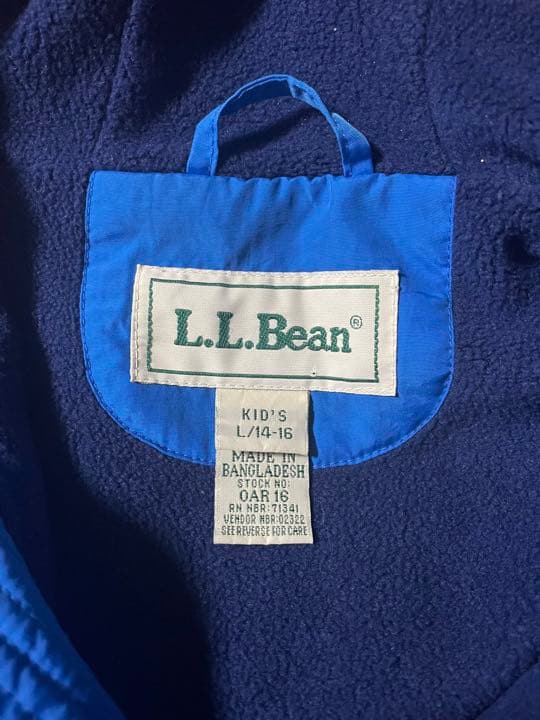 L.L.Bean®
KID'S
L/14-16
MADE IN
BANGLADESH
STOCK NO:
OAR 16
RN NBR:71341
VENDOR NBR:02322
SEE REVERSE FOR CARE